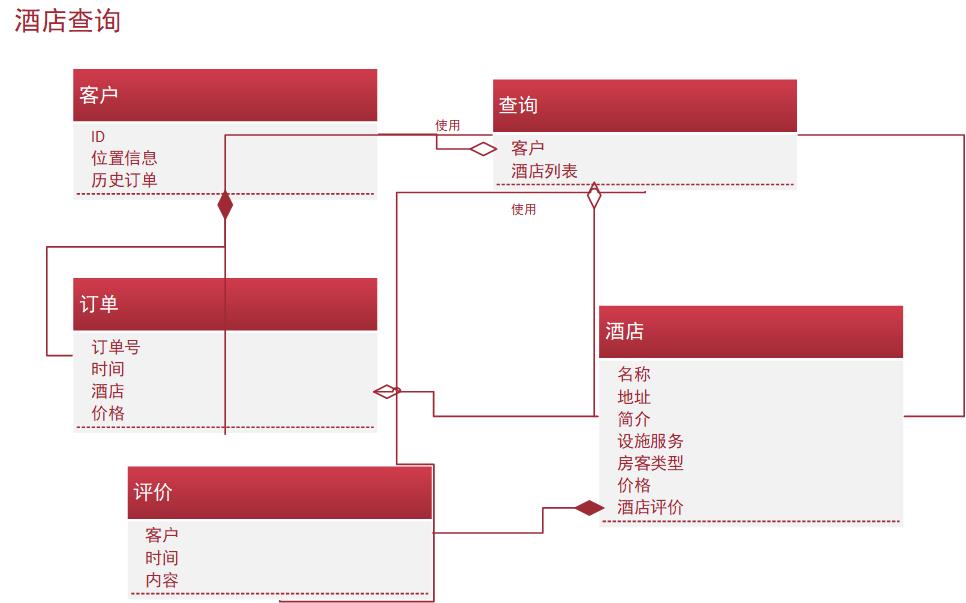 酒店查询
客户
ID
位置信息
历史订单
使用
查询
客户
酒店列表
使用
订单
订单号
时间
酒店
价格
酒店
名称
地址
简介
设施服务
房客类型
价格
酒店评价
评价
客户
时间
内容